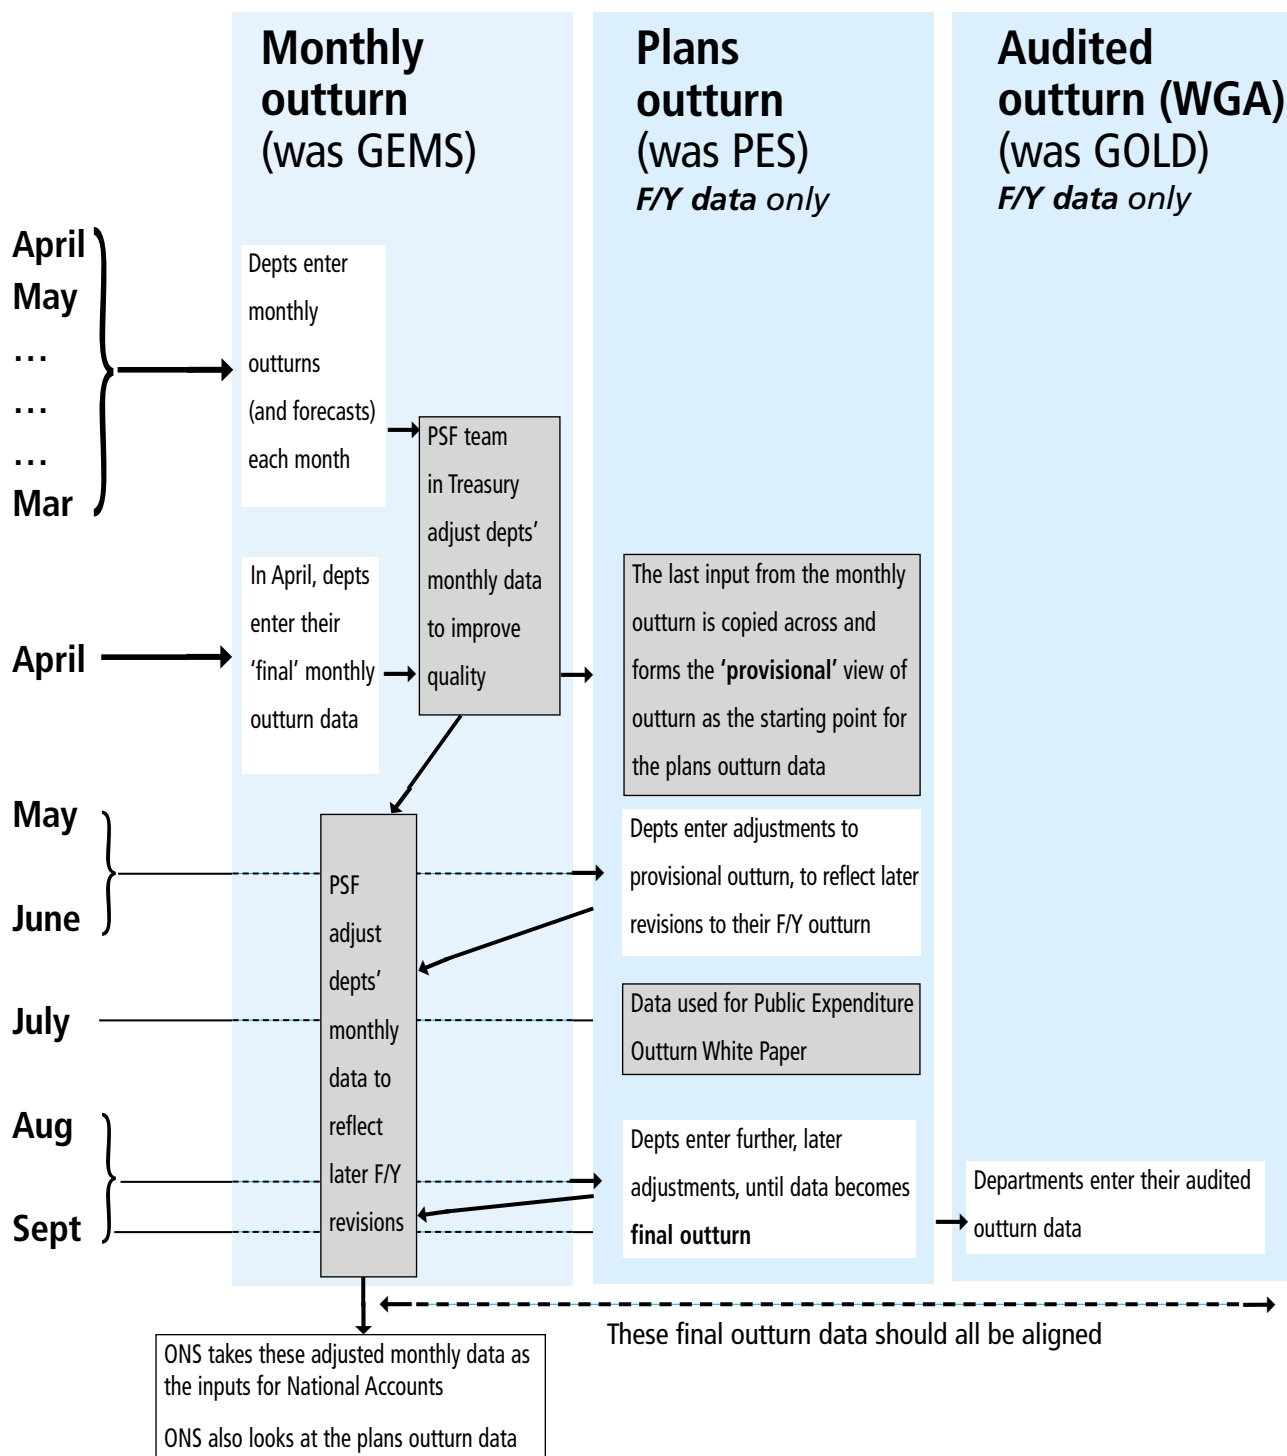 Monthly
outturn
(was GEMS)
Plans
outturn
(was PES)
F/Y data only
Audited
outturn (WGA)
(was GOLD)
F/Y data only
April
May
...
...
...
Mar
Depts enter
monthly
outturns
(and forecasts)
each month
PSF team
in Treasury
adjust depts’
monthly data
to improve
quality
April
In April, depts
enter their
‘final’ monthly
outturn data
The last input from the monthly
outturn is copied across and
forms the ‘provisional’ view of
outturn as the starting point for
the plans outturn data
May
June
PSF
adjust
depts’
monthly
data to
reflect
later F/Y
revisions
Depts enter adjustments to
provisional outturn, to reflect later
revisions to their F/Y outturn
July
Data used for Public Expenditure
Outturn White Paper
Aug
Sept
Depts enter further, later
adjustments, until data becomes
final outturn
Departments enter their audited
outturn data
These final outturn data should all be aligned
ONS takes these adjusted monthly data as
the inputs for National Accounts
ONS also looks at the plans outturn data